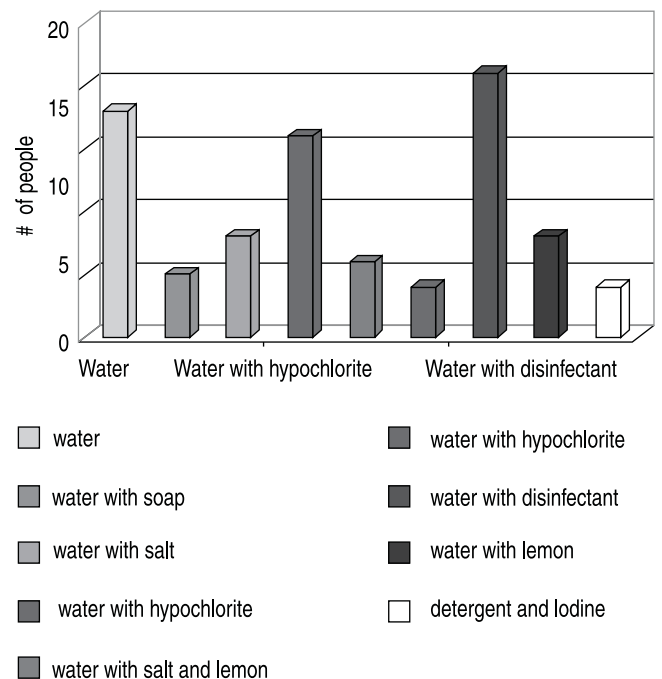 20
15
10
5
0
# of people
Water
Water with hypochlorite
Water with disinfectant
water
water with soap
water with salt
water with hypochlorite
water with salt and lemon
water with hypochlorite
water with disinfectant
water with lemon
detergent and Iodine